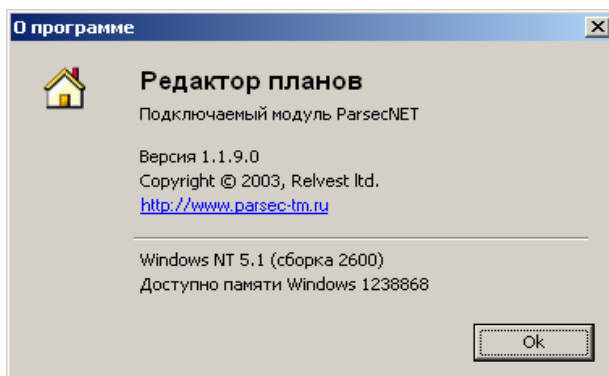 О программе
Редактор планов
Подключаемый модуль ParsecNET
Версия 1.1.9.0
Copyright © 2003, Relvest ltd.
http://www.parsec-tm.ru
Windows NT 5.1 (сборка 2600)
Доступно памяти Windows 1238868
Ok